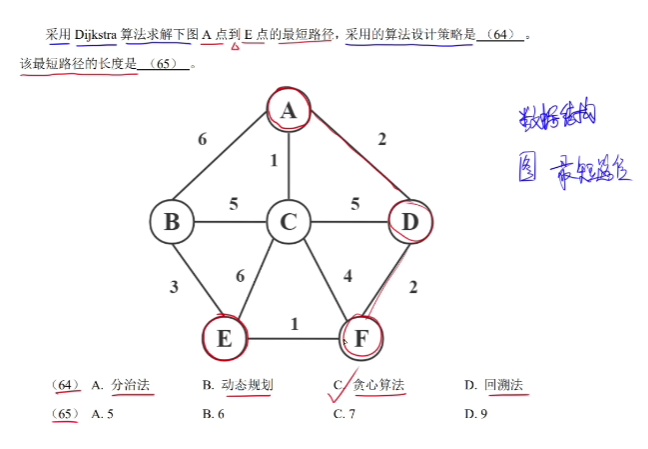 采用 Dijkstra 算法求解下图 A 点到 E 点的最短路径，采用的算法设计策略是（64）。
该最短路径的长度是（65）。
数据结构
图 最短路径
A
6 1 2
B 5 C 5 D
3 6 4 2
E 1 F
（64） A. 分治法 B. 动态规划 C. 贪心算法 D. 回溯法
（65） A. 5 B. 6 C. 7 D. 9